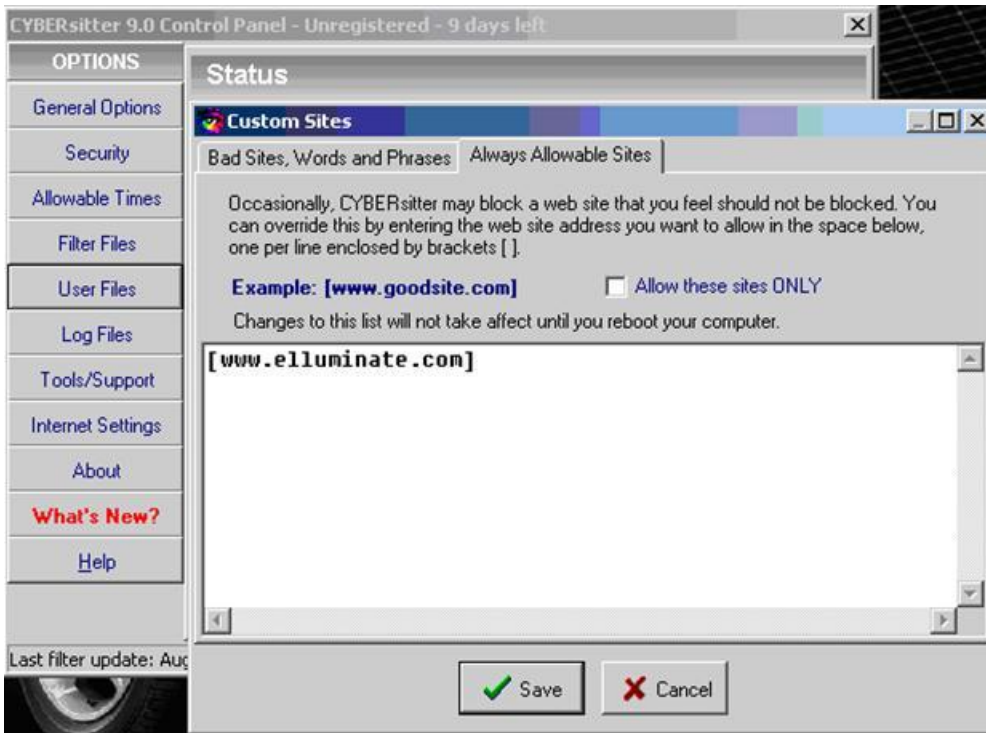 CYBERsitter 9.0 Control Panel - Unregistered - 9 days left
OPTIONS
General Options
Security
Allowable Times
Filter Files
User Files
Log Files
Tools/Support
Internet Settings
About
What's New?
Help
Last filter update: Aug
Status
Custom Sites
Bad Sites, Words and Phrases
Always Allowable Sites
Occasionally, CYBERsitter may block a web site that you feel should not be blocked. You
can override this by entering the web site address you want to allow in the space below,
one per line enclosed by brackets [ ].
Example: [www.goodsite.com]
Allow these sites ONLY
Changes to this list will not take affect until you reboot your computer.
[www.elluminate.com]
Save
Cancel